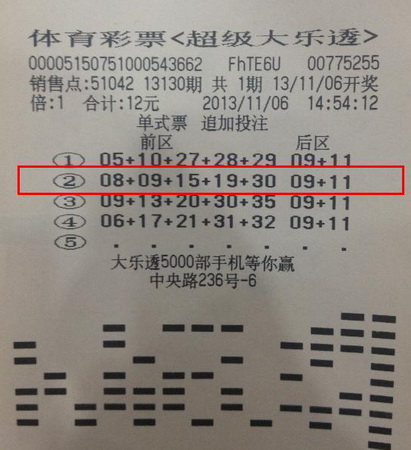 体育彩票<超级大乐透>
000051507510005​43662 FhTE6U 00775255
销售点:51042 13130期 共 1期 13/11/06开奖
倍:1 合计:12元 2013/11/06 14:54:12
单式票 追加投注
前区 后区
① 05+10+27+28+29 09+11
② 08+09+15+19+30 09+11
③ 09+13+20+30+35 09+11
④ 06+17+21+31+32 09+11
⑤ . . . . . . .
大乐透5000部手机等你赢
中央路236号-6